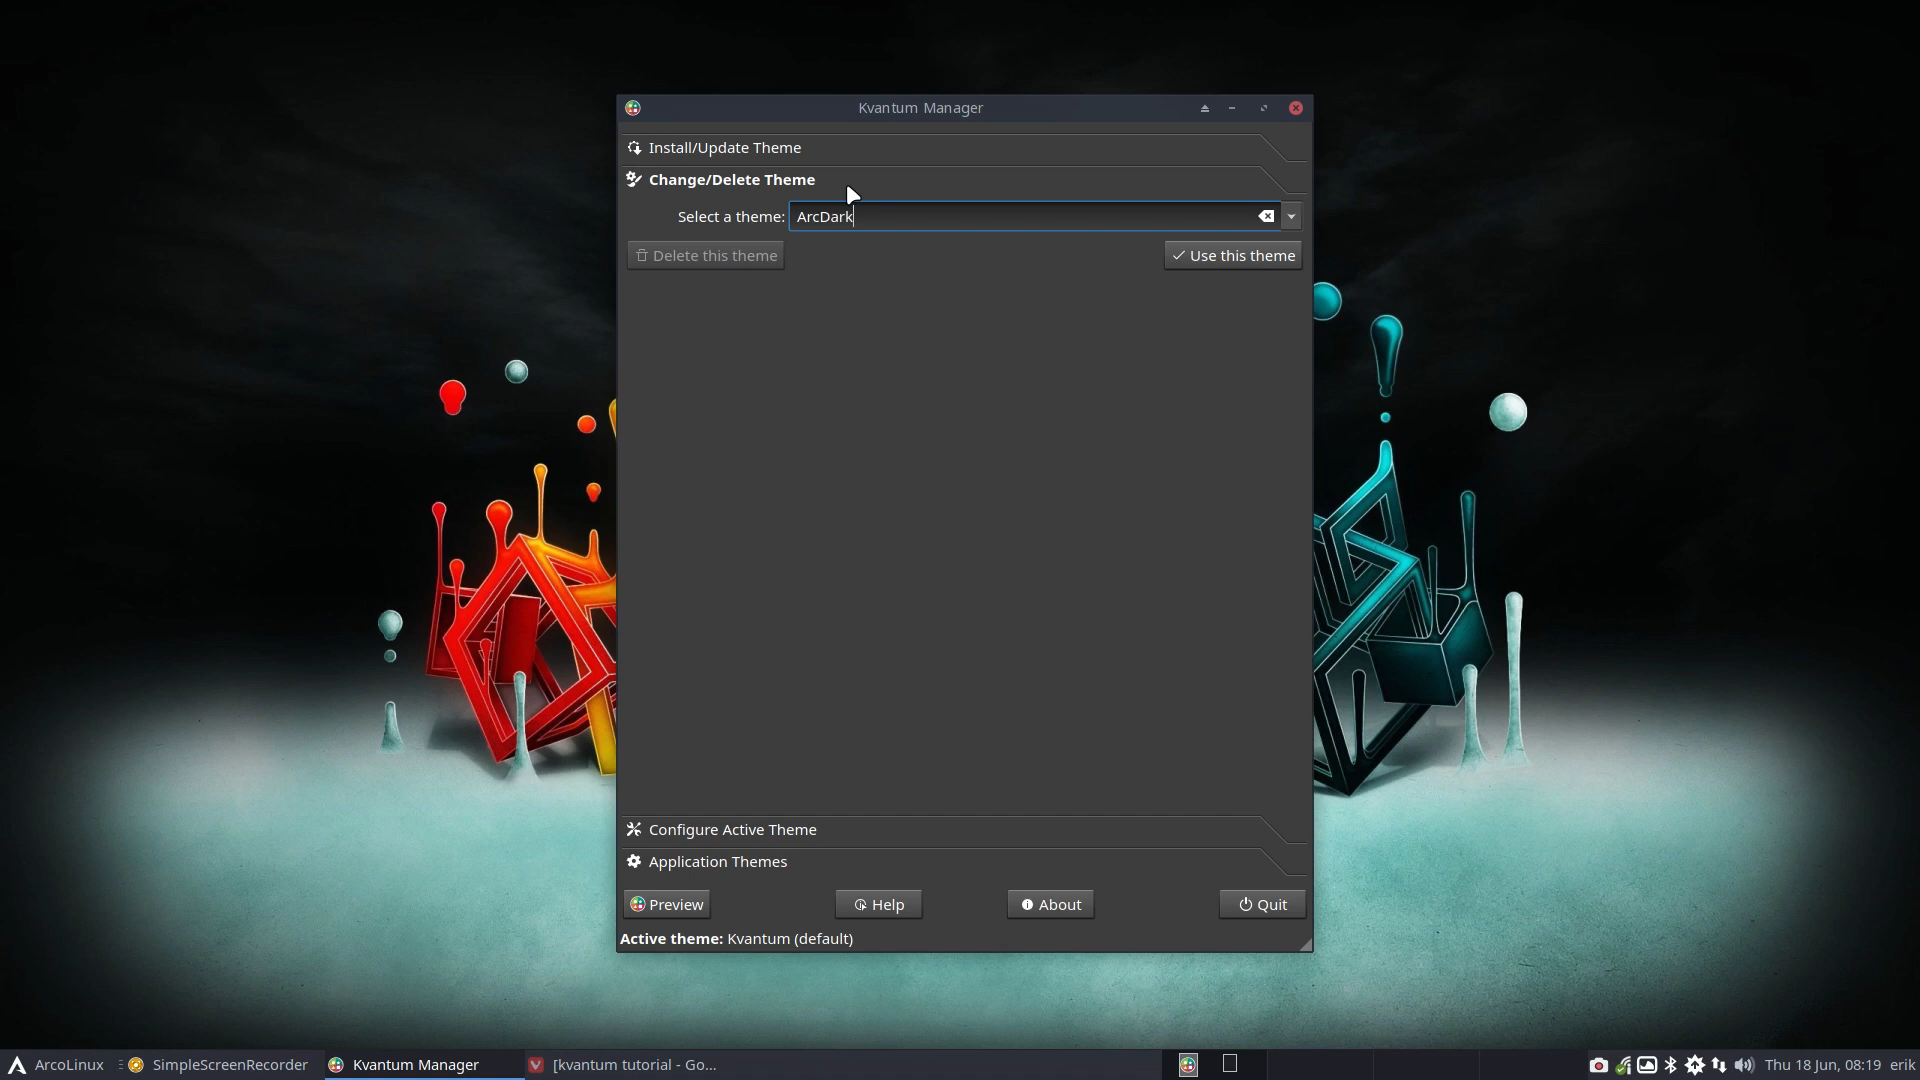 Kvantum Manager
Install/Update Theme
Change/Delete Theme
Select a theme: ArcDark
Delete this theme Use this theme
Configure Active Theme
Application Themes
Preview Help About Quit
Active theme: Kvantum (default)
ArcoLinux SimpleScreenRecorder Kvantum Manager [kvantum tutorial - Go... Thu 18 Jun, 08:19 erik